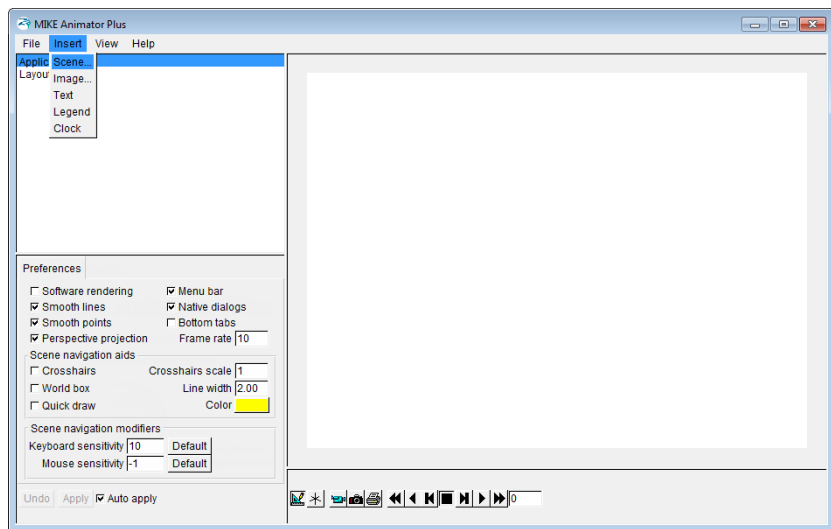 MIKE Animator Plus
File Insert View Help
Applic Scene...
Layou Image...
Text
Legend
Clock
Preferences
Software rendering Menu bar
Smooth lines Native dialogs
Smooth points Bottom tabs
Perspective projection Frame rate 10
Scene navigation aids
Crosshairs Crosshairs scale 1
World box Line width 2.00
Quick draw Color
Scene navigation modifiers
Keyboard sensitivity 10 Default
Mouse sensitivity -1 Default
Undo Apply Auto apply 0